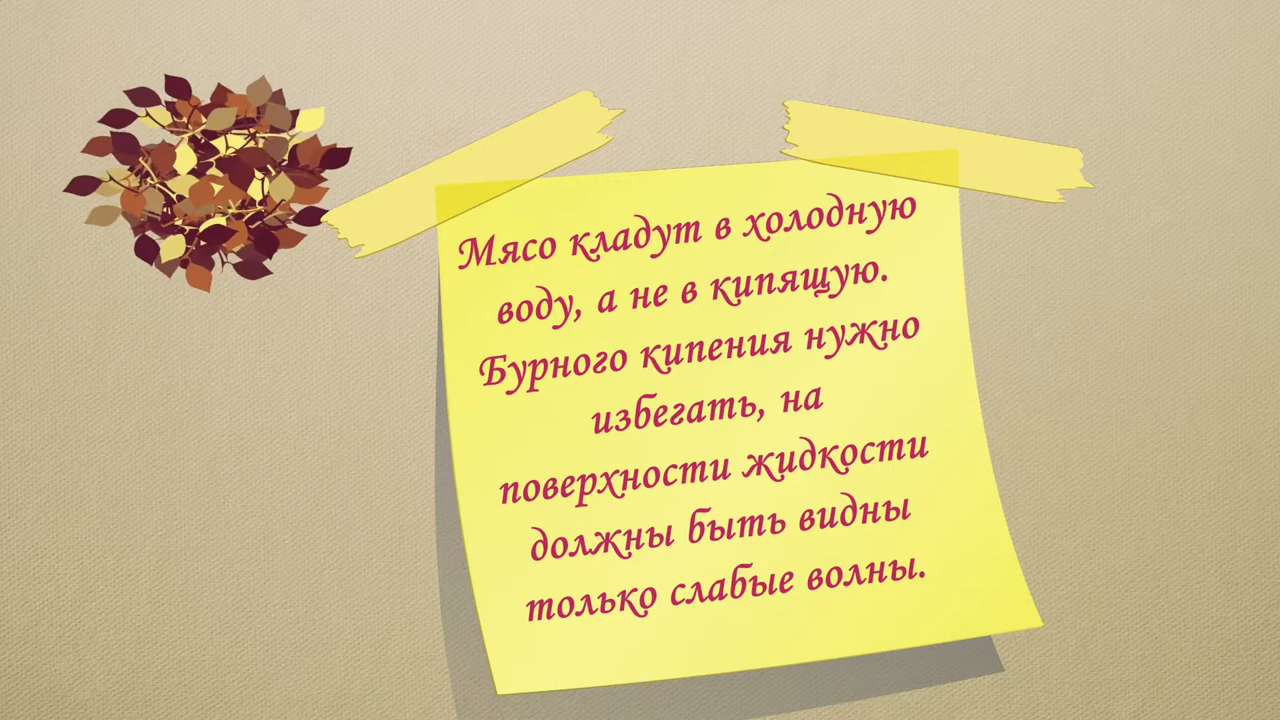 Мясо кладут в холодную
воду, а не в кипящую.
Бурного кипения нужно
избегать, на
поверхности жидкости
должны быть видны
только слабые волны.